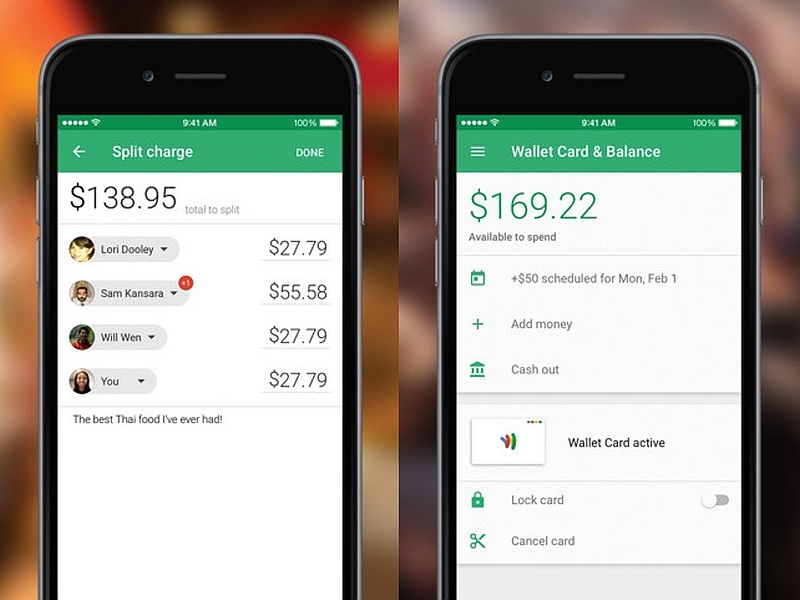 9:41 AM
100%
Split charge
DONE
$138.95 total to split
Lori Dooley $27.79
+1
Sam Kansara $55.58
Will Wen $27.79
You $27.79
The best Thai food I've ever had!
9:41 AM
100%
Wallet Card & Balance
$169.22
Available to spend
+$50 scheduled for Mon, Feb 1
Add money
Cash out
Wallet Card active
Lock card
Cancel card